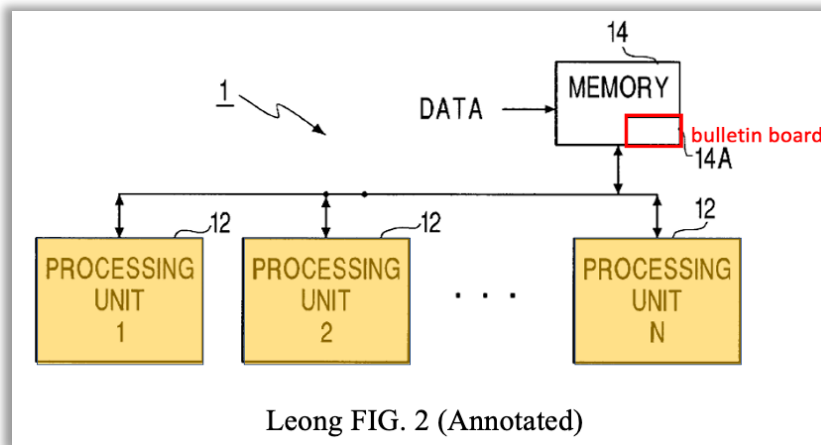 14
1
MEMORY
DATA
bulletin board
14A
12 12 12
PROCESSING PROCESSING PROCESSING
UNIT UNIT . . . UNIT
1 2 N
Leong FIG. 2 (Annotated)